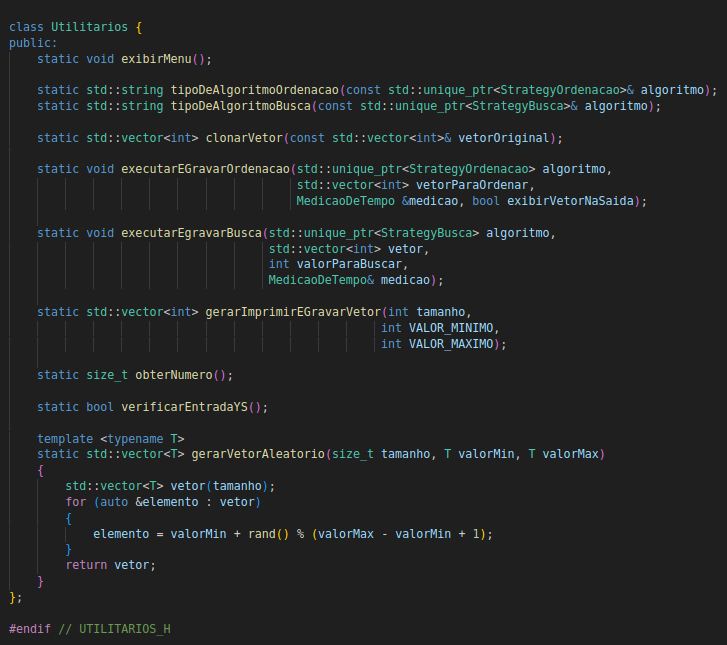 class Utilitarios {
public:
    static void exibirMenu();

    static std::string tipoDeAlgoritmoOrdenacao(const std::unique_ptr<StrategyOrdenacao>& algoritmo);
    static std::string tipoDeAlgoritmoBusca(const std::unique_ptr<StrategyBusca>& algoritmo);

    static std::vector<int> clonarVetor(const std::vector<int>& vetorOriginal);

    static void executarEGravarOrdenacao(std::unique_ptr<StrategyOrdenacao> algoritmo,
                                         std::vector<int> vetorParaOrdenar,
                                         MedicaoDeTempo &medicao, bool exibirVetorNaSaida);

    static void executarEgravarBusca(std::unique_ptr<StrategyBusca> algoritmo,
                                     std::vector<int> vetor,
                                     int valorParaBuscar,
                                     MedicaoDeTempo& medicao);

    static std::vector<int> gerarImprimirEGravarVetor(int tamanho,
                                                     int VALOR_MINIMO,
                                                     int VALOR_MAXIMO);

    static size_t obterNumero();

    static bool verificarEntradaYS();

    template <typename T>
    static std::vector<T> gerarVetorAleatorio(size_t tamanho, T valorMin, T valorMax)
    {
        std::vector<T> vetor(tamanho);
        for (auto &elemento : vetor)
        {
            elemento = valorMin + rand() % (valorMax - valorMin + 1);
        }
        return vetor;
    }
};

#endif // UTILITARIOS_H